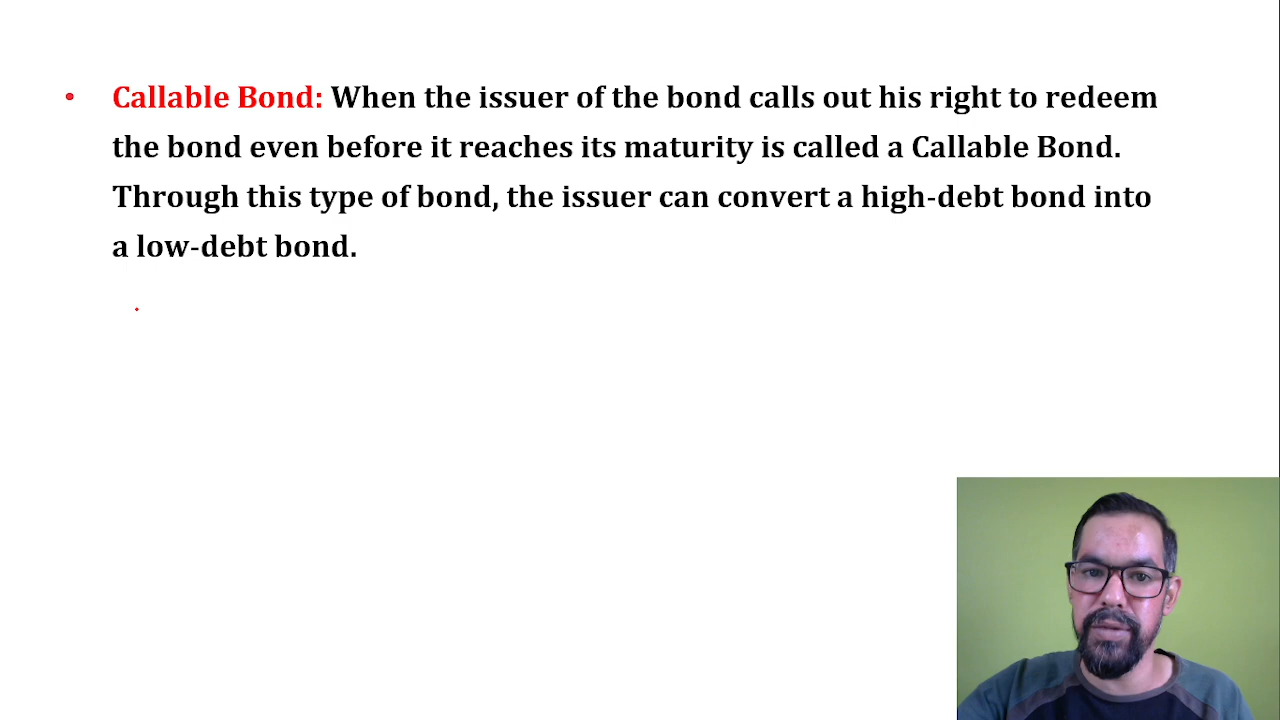 • Callable Bond: When the issuer of the bond calls out his right to redeem
the bond even before it reaches its maturity is called a Callable Bond.
Through this type of bond, the issuer can convert a high-debt bond into
a low-debt bond.